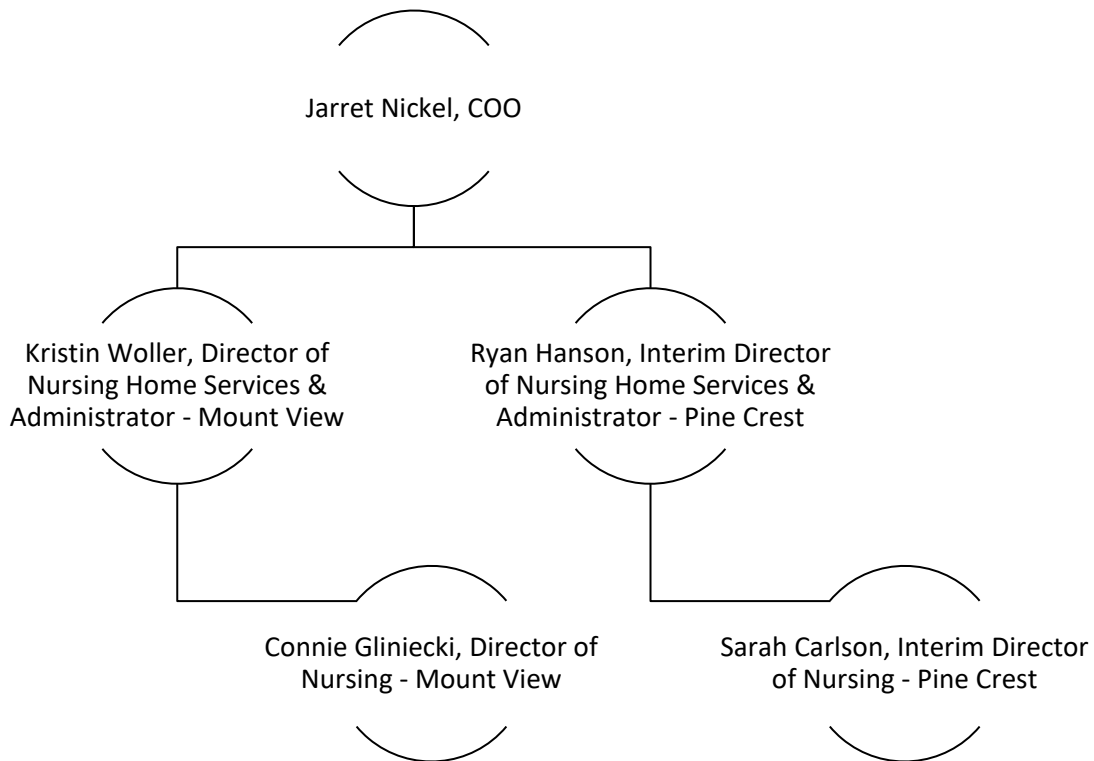 Jarret Nickel, COO
Kristin Woller, Director of
Nursing Home Services &
Administrator - Mount View
Ryan Hanson, Interim Director
of Nursing Home Services &
Administrator - Pine Crest
Connie Gliniecki, Director of
Nursing - Mount View
Sarah Carlson, Interim Director
of Nursing - Pine Crest